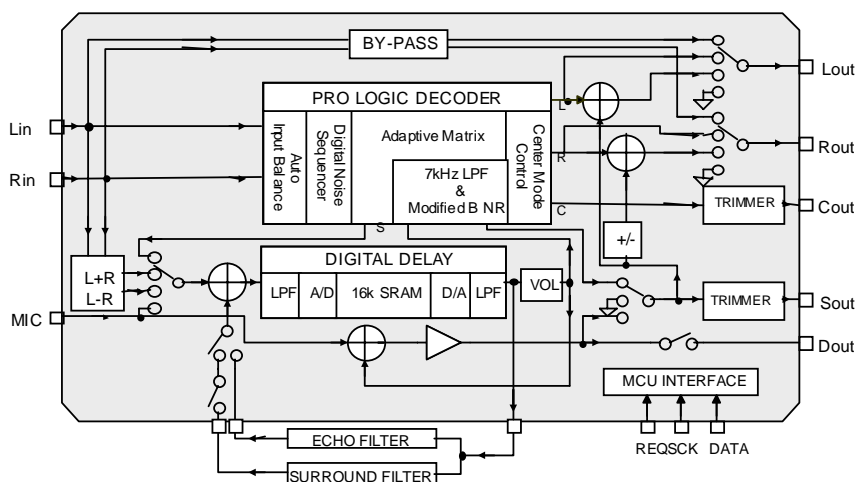 BY-PASS
Lout
PRO LOGIC DECODER
L
Lin
Auto
Input Balance
Digital Noise
Sequencer
Adaptive Matrix
Center Mode
Control
R
Rout
Rin
7kHz LPF
&
Modified B NR
C
TRIMMER
Cout
S
+/-
L+R
L-R
DIGITAL DELAY
LPF
A/D
16k SRAM
D/A
LPF
VOL
TRIMMER
Sout
MIC
Dout
MCU INTERFACE
ECHO FILTER
REQ
SCK
DATA
SURROUND FILTER